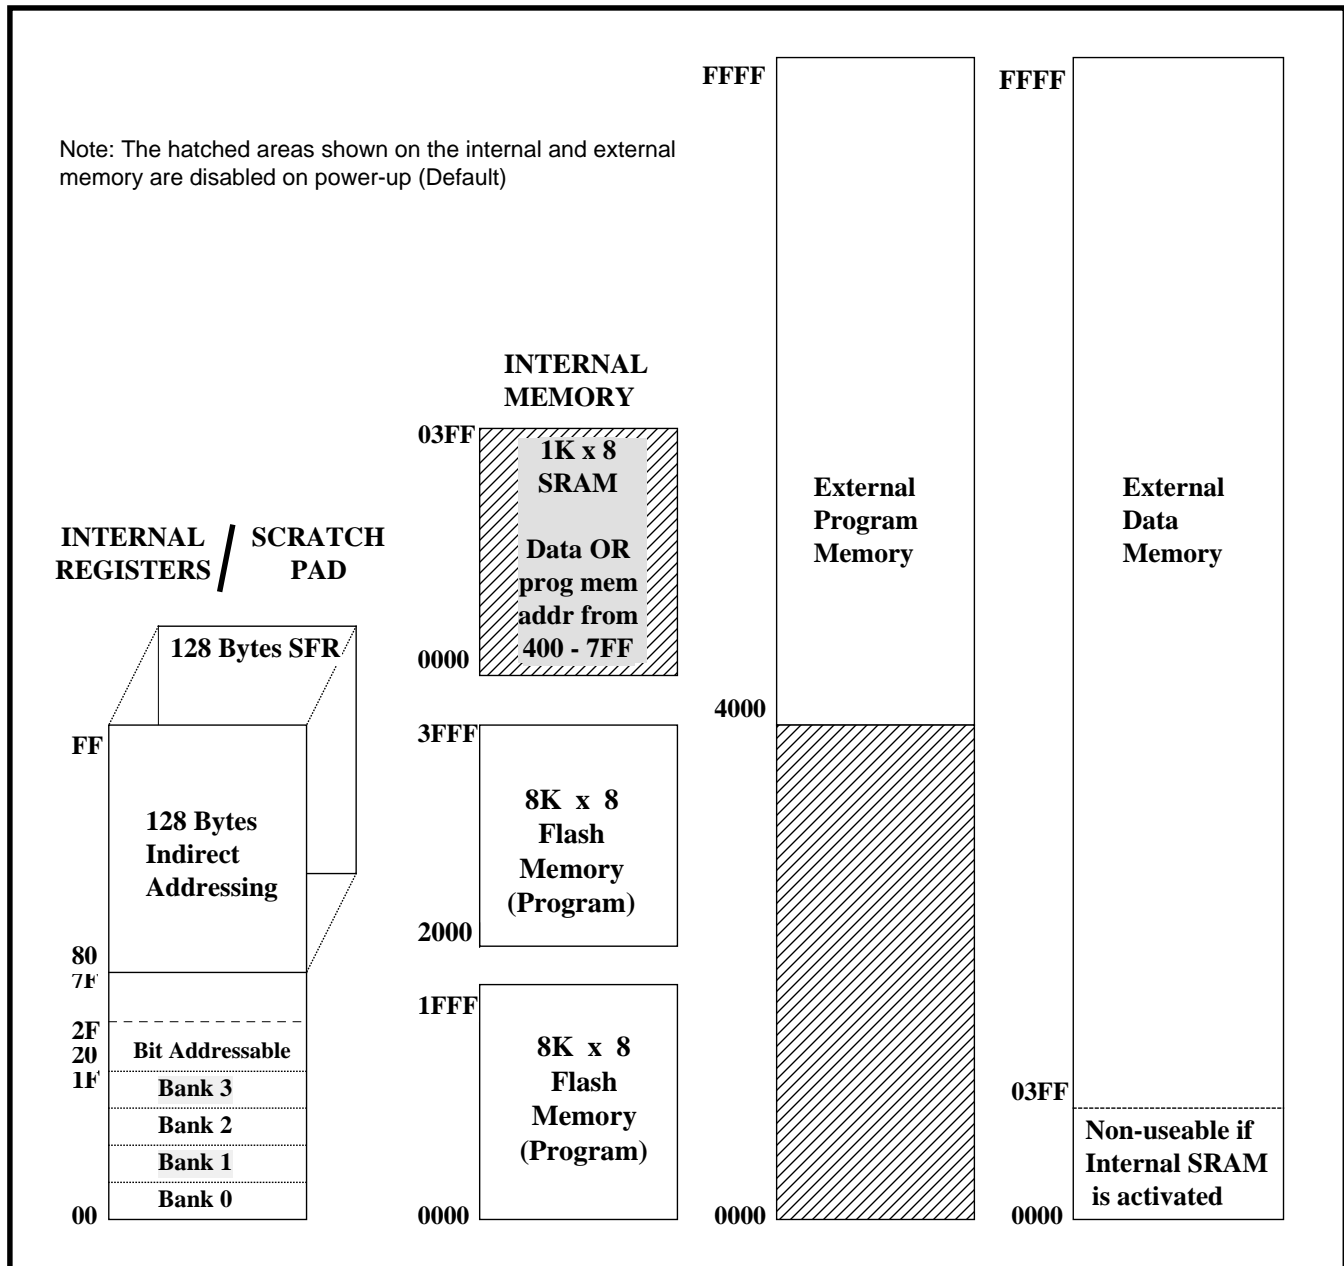 FFFF
FFFF
Note: The hatched areas shown on the internal and external
memory are disabled on power-up (Default)
INTERNAL
MEMORY
03FF
1K x 8
SRAM
Data OR
prog mem
addr from
400 - 7FF
0000
External
Program
Memory
External
Data
Memory
INTERNAL / SCRATCH
REGISTERS PAD
128 Bytes SFR
FF
128 Bytes
Indirect
Addressing
80
7F
2F
20
Bit Addressable
1F
Bank 3
Bank 2
Bank 1
Bank 0
00
3FFF
8K x 8
Flash
Memory
(Program)
2000
1FFF
8K x 8
Flash
Memory
(Program)
0000
4000
0000
03FF
Non-useable if
Internal SRAM
is activated
0000